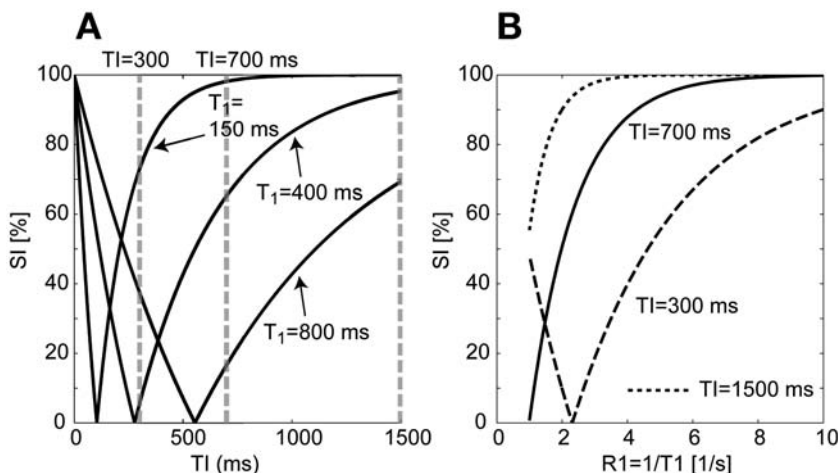 A
B
TI=300
TI=700 ms
100
80
60
40
20
0
SI [%]
T1=
150 ms
T1=400 ms
T1=800 ms
0
500
1000
1500
TI (ms)
100
80
60
40
20
0
SI [%]
TI=700 ms
TI=300 ms
TI=1500 ms
0
2
4
6
8
10
R1=1/T1 [1/s]